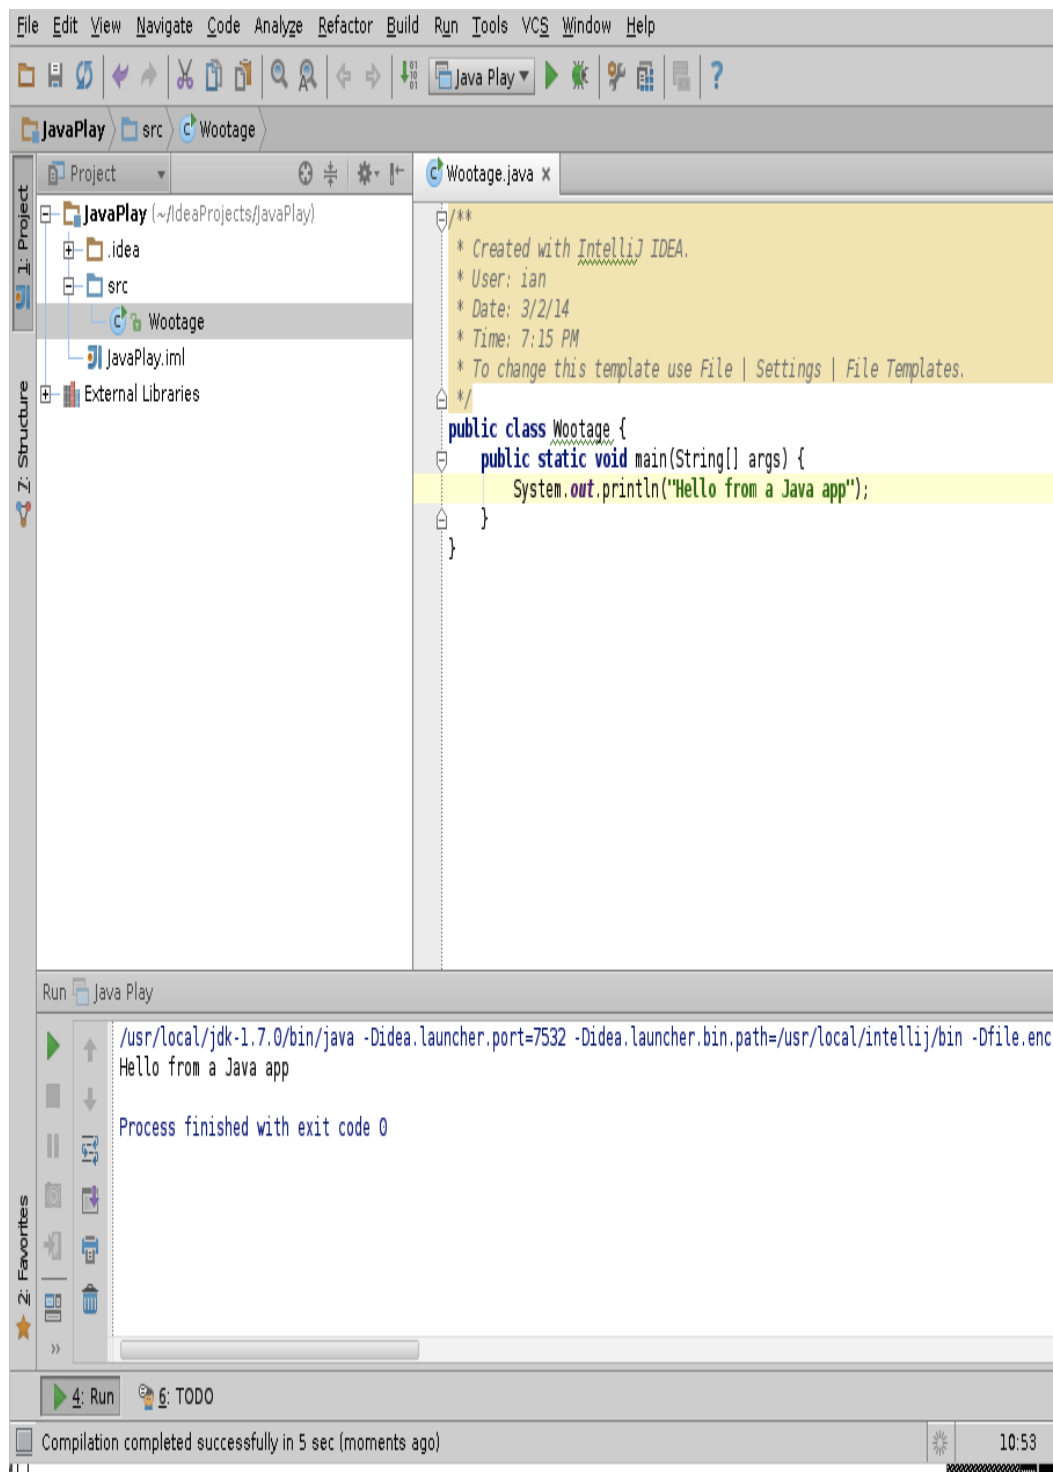 File Edit View Navigate Code Analyze Refactor Build Run Tools VCS Window Help
Java Play
JavaPlay src Wootage
1: Project
Project
Wootage.java
JavaPlay (~/IdeaProjects/JavaPlay)
.idea
src
Wootage
JavaPlay.iml
External Libraries
7: Structure
/**
* Created with IntelliJ IDEA.
* User: ian
* Date: 3/2/14
* Time: 7:15 PM
* To change this template use File | Settings | File Templates.
*/
public class Wootage {
public static void main(String[] args) {
System.out.println("Hello from a Java app");
}
}
Run Java Play
/usr/local/jdk-1.7.0/bin/java -Didea.launcher.port=7532 -Didea.launcher.bin.path=/usr/local/intellij/bin -Dfile.enc
Hello from a Java app
Process finished with exit code 0
2: Favorites
4: Run 6: TODO
Compilation completed successfully in 5 sec (moments ago) 10:53